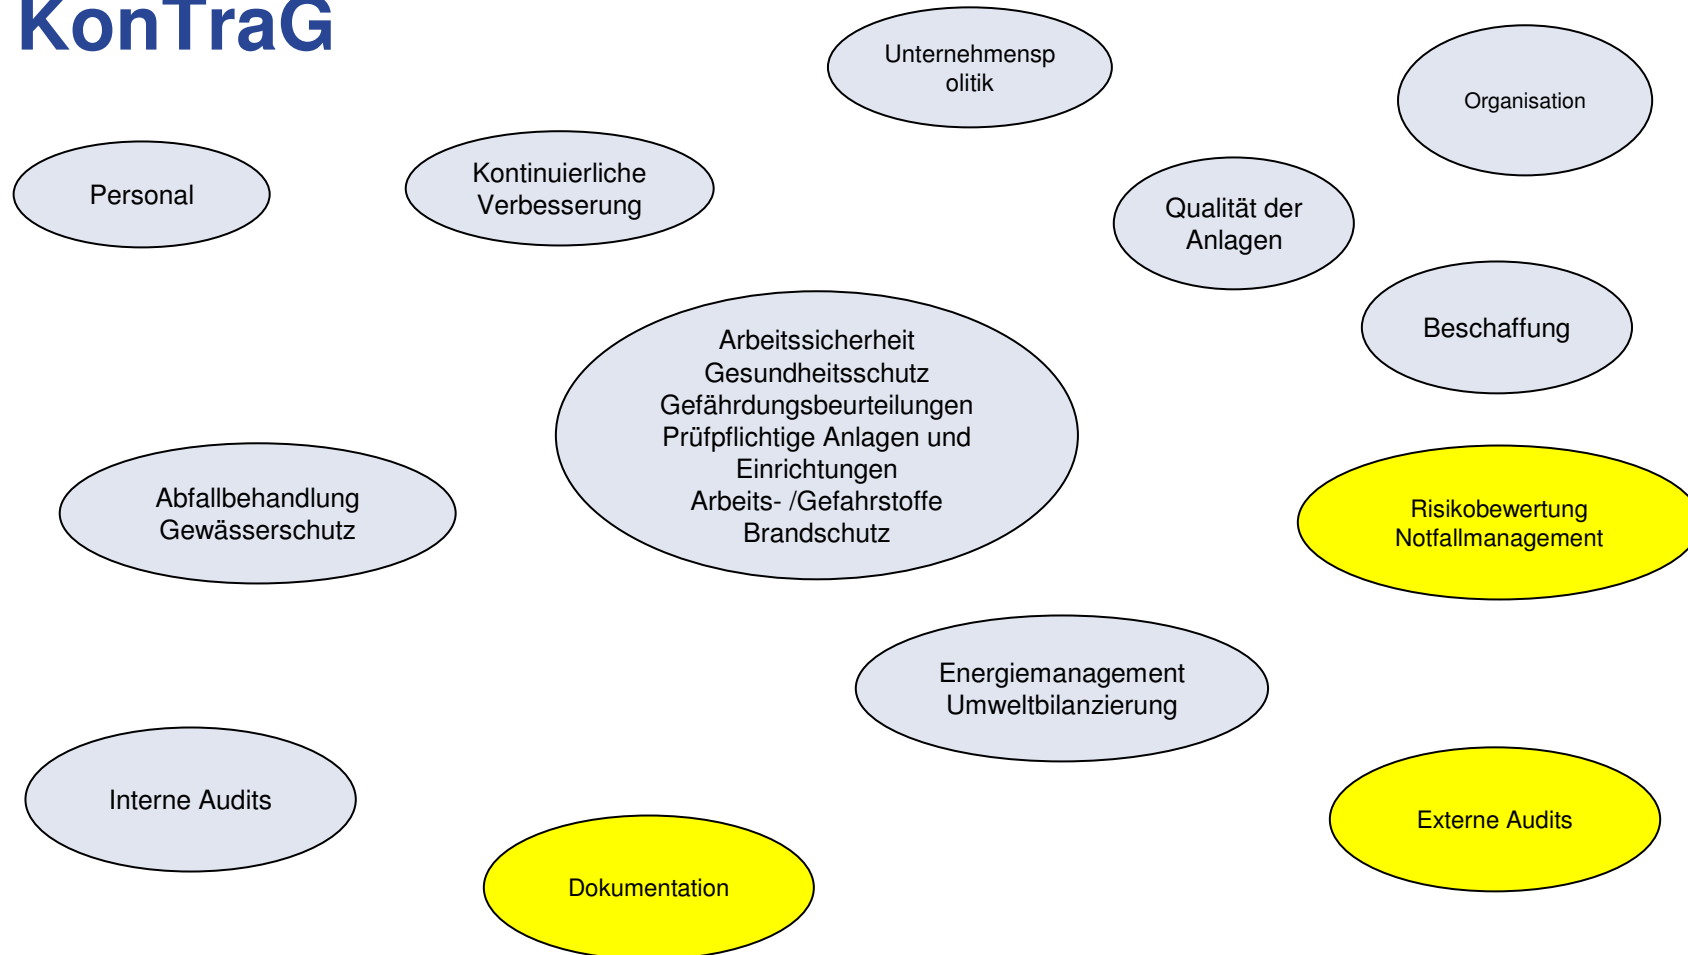 KonTraG
Unternehmensp
olitik
Organisation
Personal
Kontinuierliche
Verbesserung
Qualität der
Anlagen
Beschaffung
Arbeitssicherheit
Gesundheitsschutz
Gefährdungsbeurteilungen
Prüfpflichtige Anlagen und
Einrichtungen
Arbeits- /Gefahrstoffe
Brandschutz
Abfallbehandlung
Gewässerschutz
Risikobewertung
Notfallmanagement
Energiemanagement
Umweltbilanzierung
Interne Audits
Externe Audits
Dokumentation